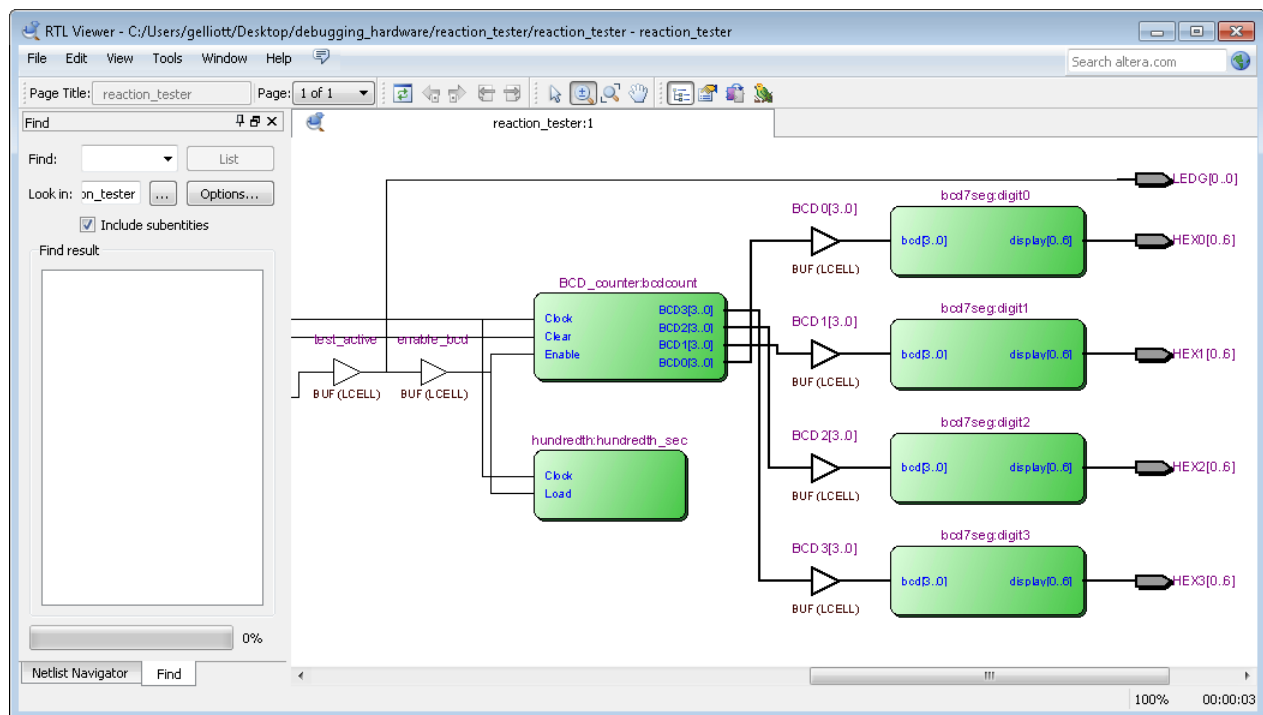 RTL Viewer - C:/Users/gelliott/Desktop/debugging_hardware/reaction_tester/reaction_tester - reaction_tester
File Edit View Tools Window Help
Search altera.com
Page Title: reaction_tester Page: 1 of 1
Find
reaction_tester:1
Find: List
Look in: on_tester ... Options...
Include subentities
Find result
0%
Netlist Navigator Find
test_active
BUF (LCELL)
enable_bcd
BUF (LCELL)
BCD_counter:bcdcount
Clock
Clear
Enable
BCD3[3..0]
BCD2[3..0]
BCD1[3..0]
BCD0[3..0]
hundredth:hundredth_sec
Clock
Load
LEDG[0..0]
BCD0[3..0]
BUF (LCELL)
bcd7seg:digit0
bcd[3..0] display[0..6]
HEX0[0..6]
BCD1[3..0]
BUF (LCELL)
bcd7seg:digit1
bcd[3..0] display[0..6]
HEX1[0..6]
BCD2[3..0]
BUF (LCELL)
bcd7seg:digit2
bcd[3..0] display[0..6]
HEX2[0..6]
BCD3[3..0]
BUF (LCELL)
bcd7seg:digit3
bcd[3..0] display[0..6]
HEX3[0..6]
100% 00:00:03